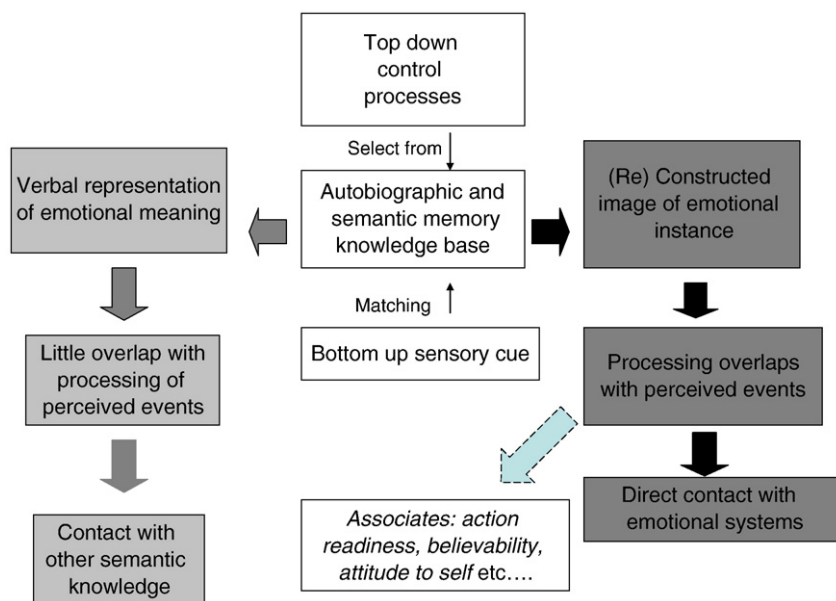 Top down
control
processes
Select from
Verbal representation
of emotional meaning
Autobiographic and
semantic memory
knowledge base
(Re) Constructed
image of emotional
instance
Matching
Little overlap with
processing of
perceived events
Bottom up sensory cue
Processing overlaps
with perceived events
Contact with
other semantic
knowledge
Associates: action
readiness, believability,
attitude to self etc....
Direct contact with
emotional systems